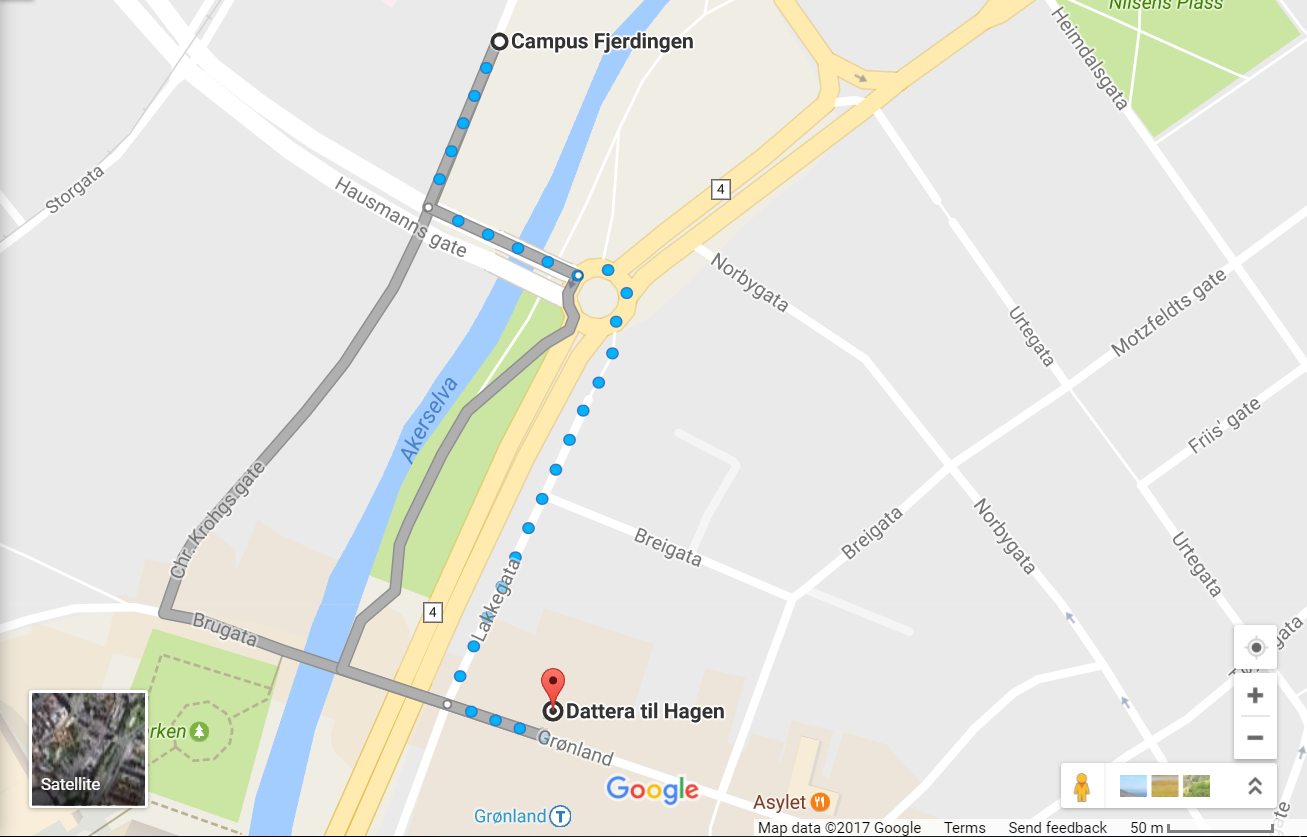 Nilsens Plass
Campus Fjerdingen
Heimdalsgata
Storgata
4
Hausmanns gate
Norbygata
Motzfeldts gate
Urtegata
Akerselva
Friis' gate
Chr. Krohgs gate
Breigata
Breigata
Norbygata
Urtegata
Lakkegata
4
Brugata
gata
Dattera til Hagen
rken
Grønland
Satellite
Google
Asylet
Grønland T
Map data ©2017 Google Terms Send feedback 50 m